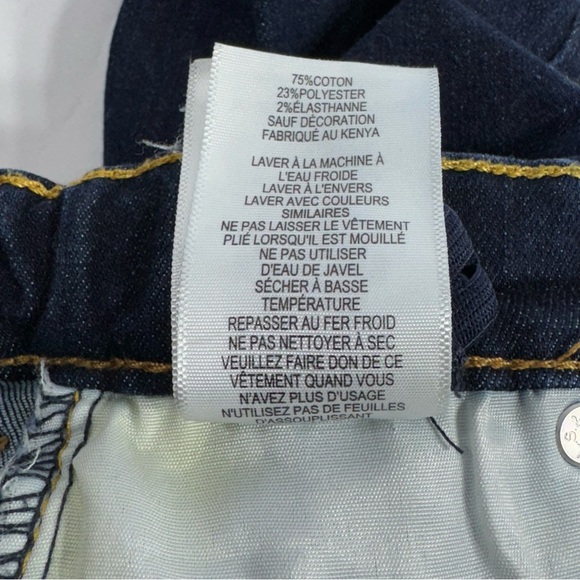 75%COTON
23%POLYESTER
2%ÉLASTHANNE
SAUF DÉCORATION
FABRIQUÉ AU KENYA
LAVER À LA MACHINE À
L'EAU FROIDE
LAVER À L'ENVERS
LAVER AVEC COULEURS
SIMILAIRES
NE PAS LAISSER LE VÊTEMENT
PLIÉ LORSQU'IL EST MOUILLÉ
NE PAS UTILISER
D'EAU DE JAVEL
SÉCHER À BASSE
TEMPÉRATURE
REPASSER AU FER FROID
NE PAS NETTOYER À SEC
VEUILLEZ FAIRE DON DE CE
VÊTEMENT QUAND VOUS
N'AVEZ PLUS D'USAGE
N'UTILISEZ PAS DE FEUILLES
D'ASSOUPLISSANT